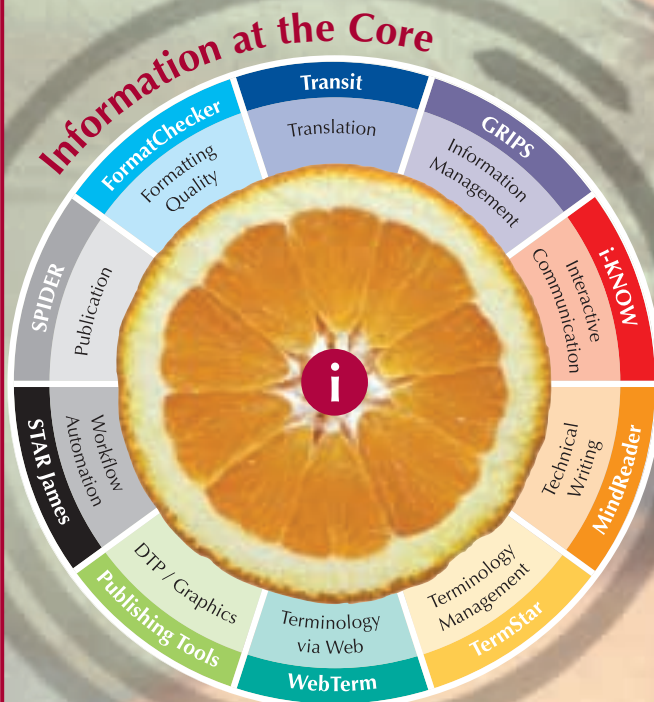 Information at the Core
Transit
Translation
GRIPS
Information
Management
i-KNOW
Interactive
Communication
MindReader
Technical
Writing
TermStar
Terminology
Management
WebTerm
Terminology
via Web
Publishing Tools
DTP / Graphics
STAR James
Workflow
Automation
SPIDER
Publication
FormatChecker
Formatting
Quality
i